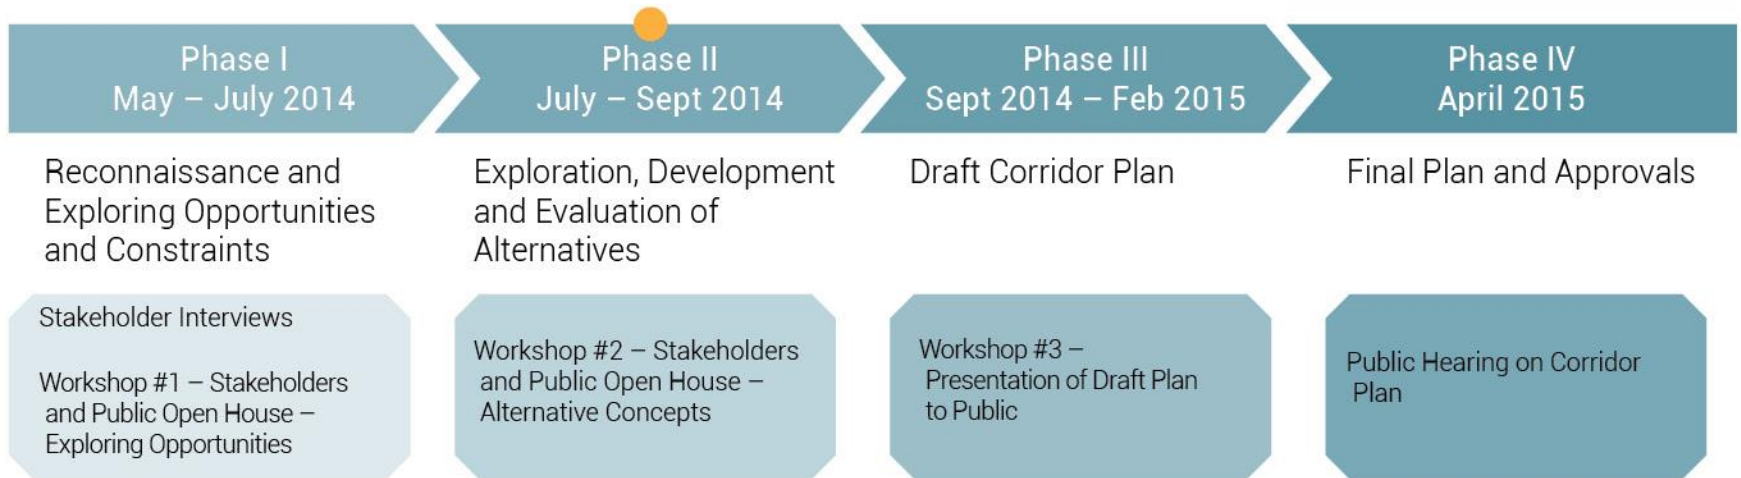 Phase I
May – July 2014
Phase II
July – Sept 2014
Phase III
Sept 2014 – Feb 2015
Phase IV
April 2015
Reconnaissance and
Exploring Opportunities
and Constraints
Exploration, Development
and Evaluation of
Alternatives
Draft Corridor Plan
Final Plan and Approvals
Stakeholder Interviews
Workshop #1 – Stakeholders
and Public Open House –
Exploring Opportunities
Workshop #2 – Stakeholders
and Public Open House –
Alternative Concepts
Workshop #3 –
Presentation of Draft Plan
to Public
Public Hearing on Corridor
Plan